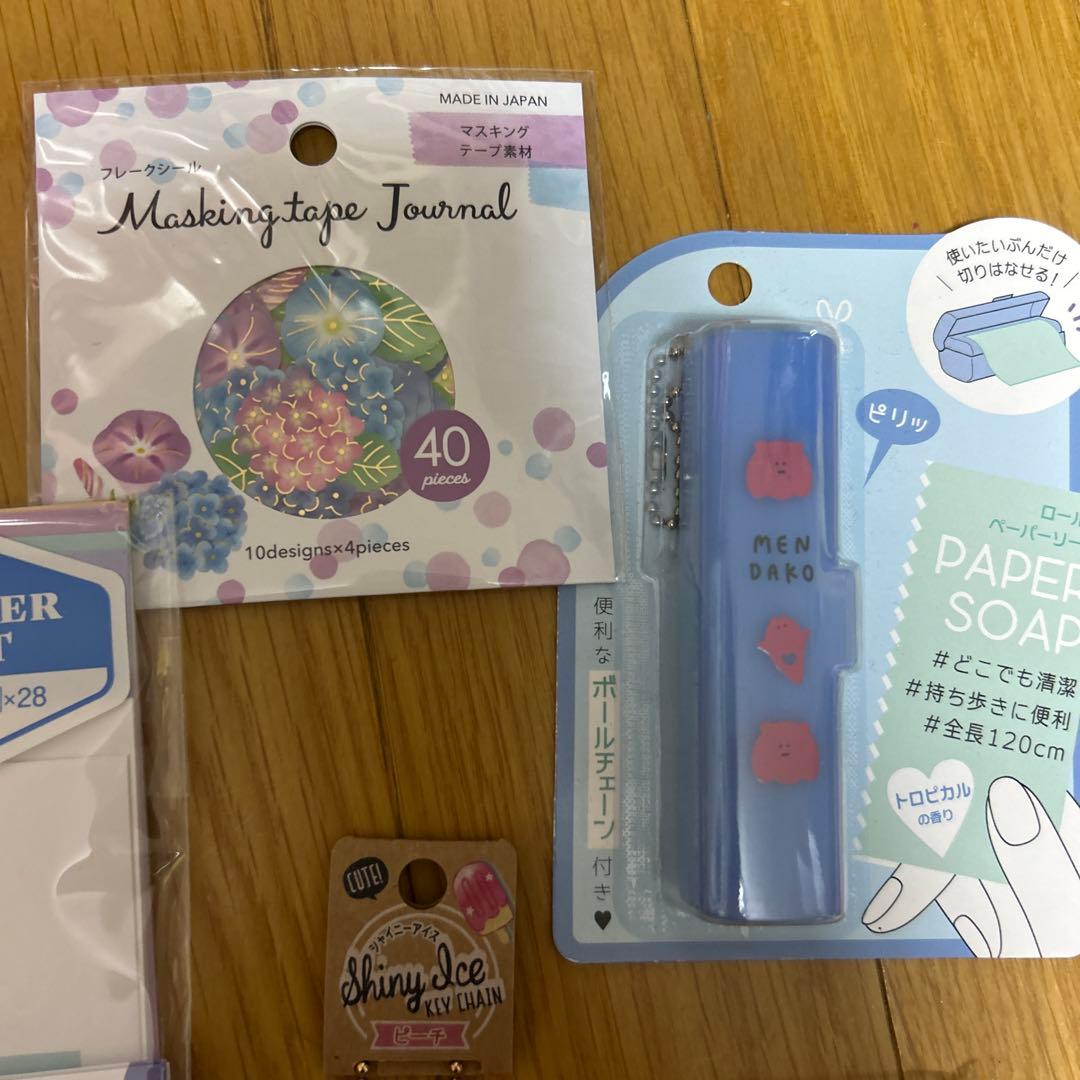 MADE IN JAPAN
マスキング
テープ素材
フレークシール
Masking tape Journal
40
pieces
10designs×4pieces
使いたいぶんだけ
切りはなせる!
ピリッ
MEN
DAKO
ロール
ペーパーソー
PAPER
SOAP
#どこでも清潔
#持ち歩きに便利
#全長120cm
トロピカル
の香り
便利なボールチェーン付き♥
ER
T
×28
CUTE!
シャイニーアイス
Shiny Ice
KEY CHAIN
ピーチ